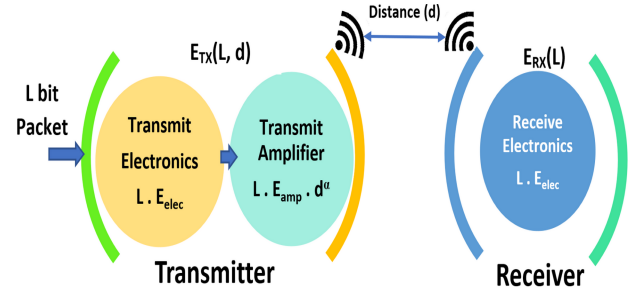 Distance (d)
E_TX(L, d)
E_RX(L)
L bit
Packet
Transmit
Electronics
L . E_elec
Transmit
Amplifier
L . E_amp . d^α
Receive
Electronics
L . E_elec
Transmitter
Receiver